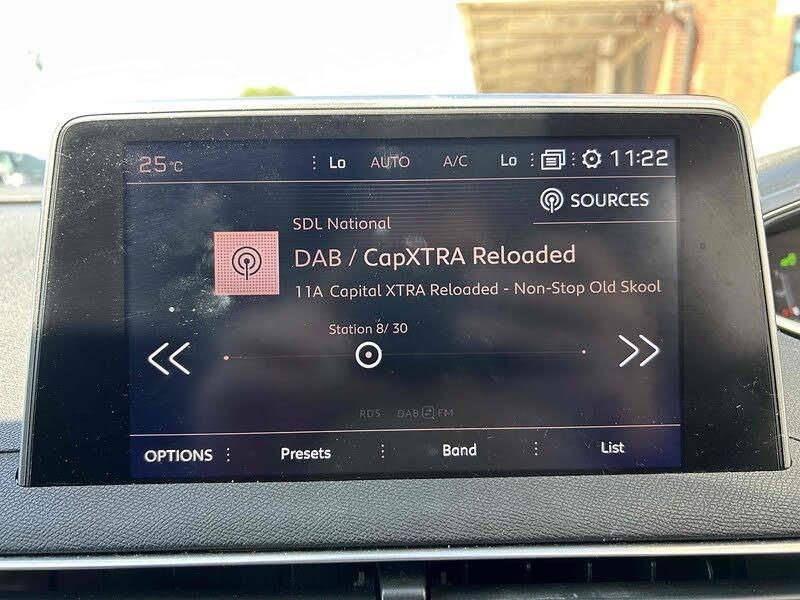 25°C Lo AUTO A/C Lo 11:22
SOURCES
SDL National
DAB / CapXTRA Reloaded
11A Capital XTRA Reloaded - Non-Stop Old Skool
Station 8/ 30
RDS DAB FM
OPTIONS Presets Band List